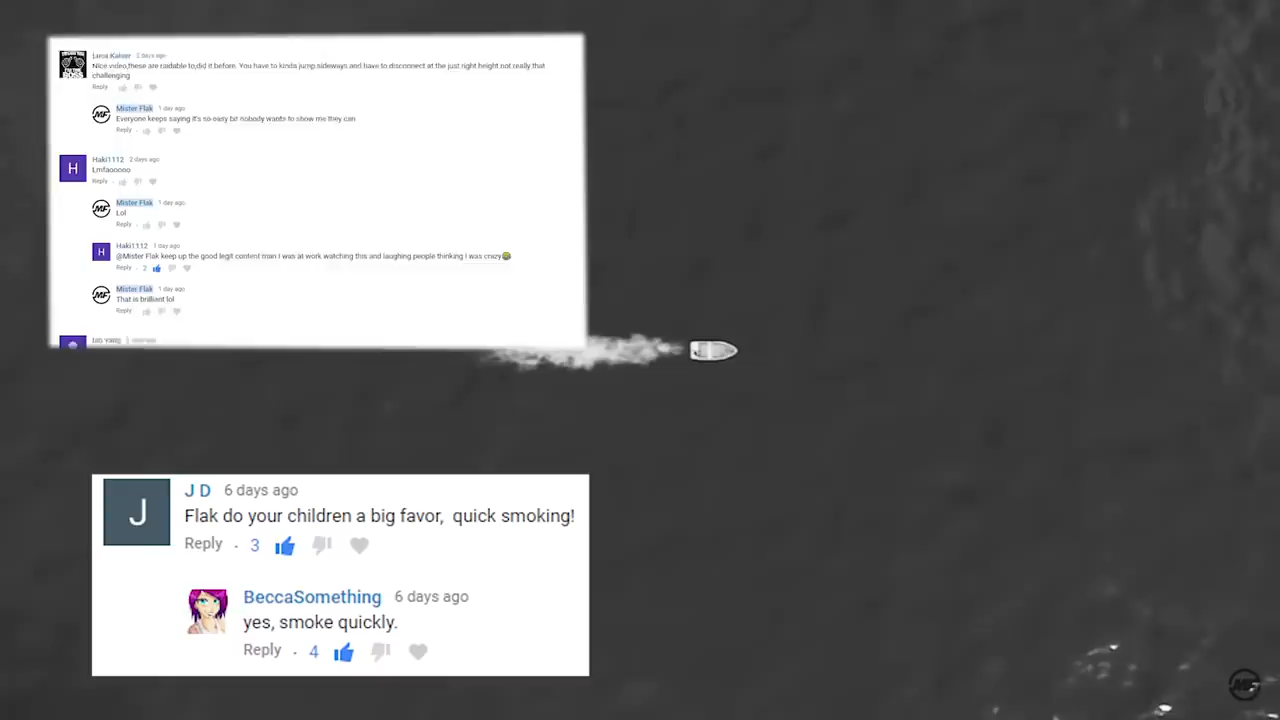 Luna Kaiser 2 days ago
Nice video,these are raidable to,did it before. You have to kinda jump sideways and have to disconnect at the just right height not really that
challenging
Reply
MF Mister Flak 1 day ago
Everyone keeps saying it's so easy bit nobody wants to show me they can
Reply ·
H Haki1112 2 days ago
Lmfaooooo
Reply ·
MF Mister Flak 1 day ago
Lol
Reply ·
H Haki1112 1 day ago
@Mister Flak keep up the good legit content man I was at work watching this and laughing people thinking i was crazy😂
Reply · 2
MF Mister Flak 1 day ago
That is brilliant lol
Reply ·
J J D 6 days ago
Flak do your children a big favor, quick smoking!
Reply · 3
BeccaSomething 6 days ago
yes, smoke quickly.
Reply · 4
MF